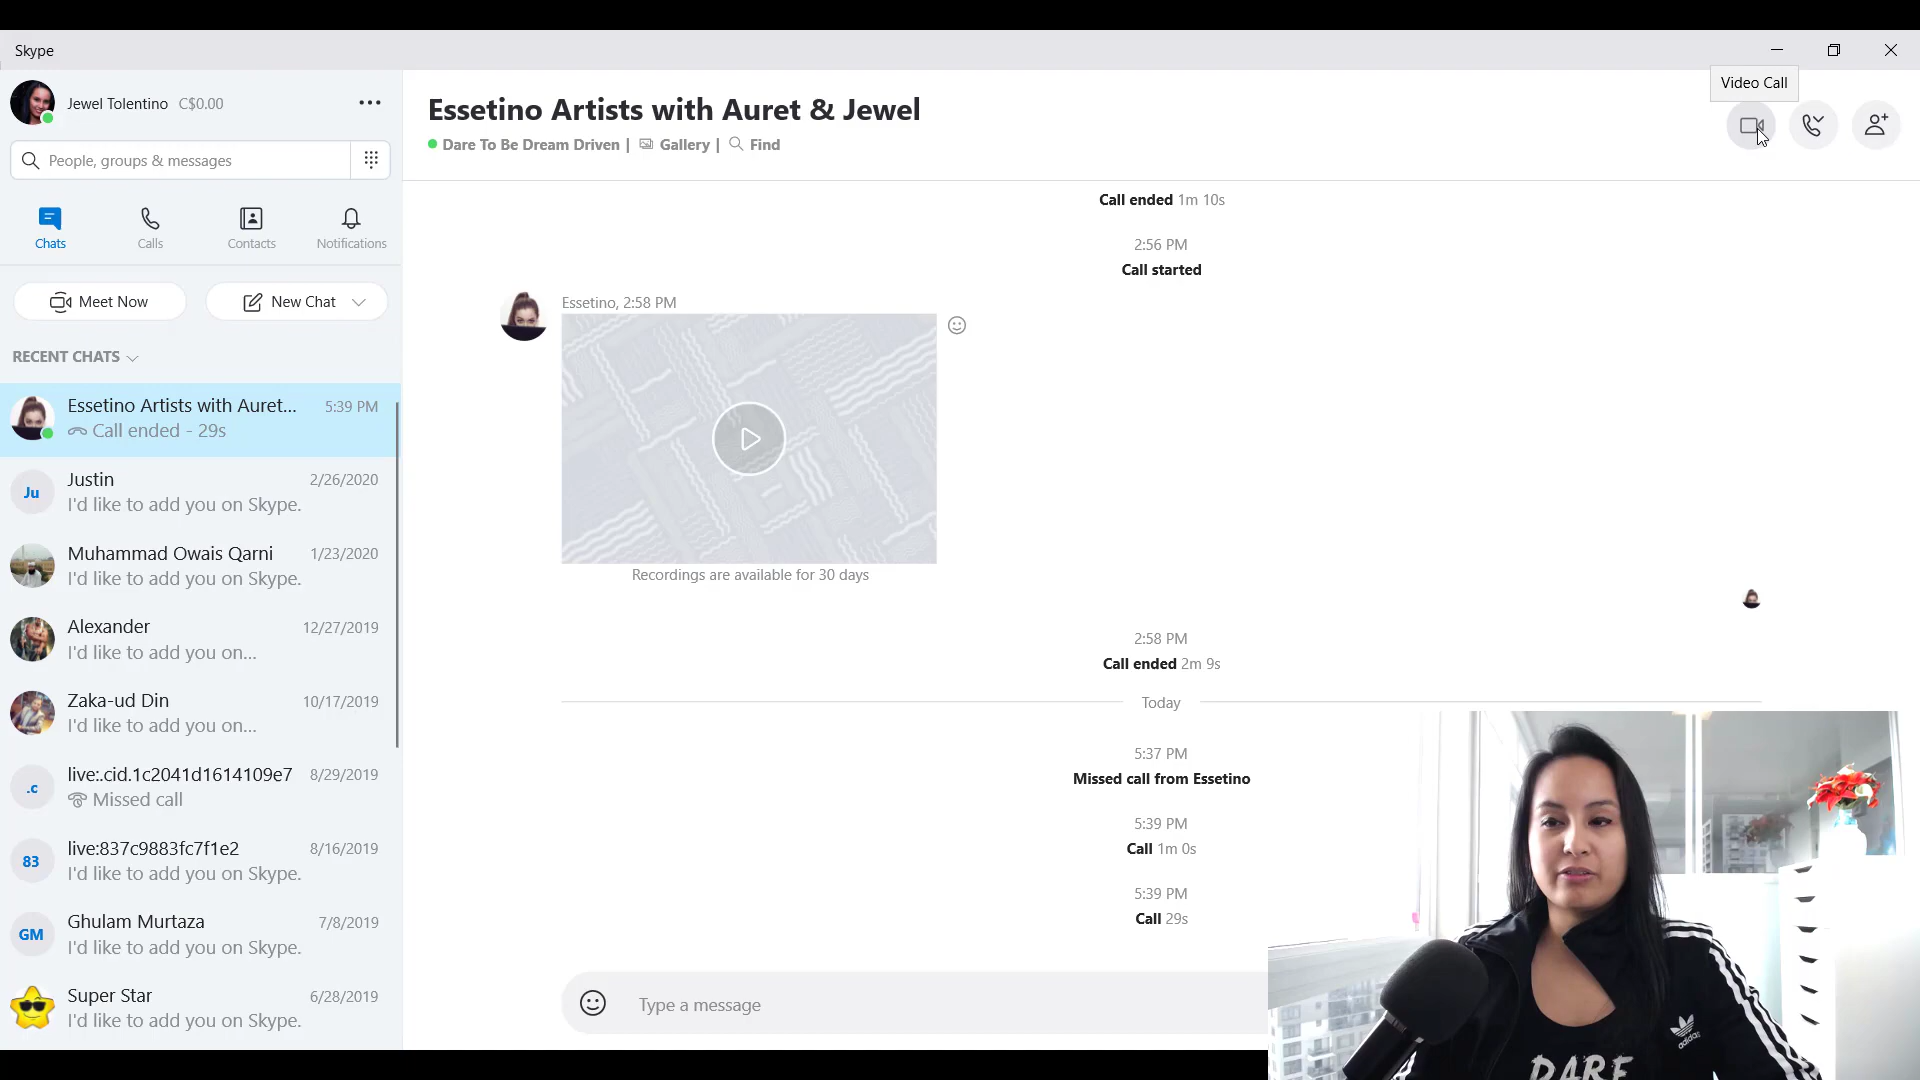 Skype
Video Call
Jewel Tolentino C$0.00
People, groups & messages
Chats
Calls
Contacts
Notifications
Meet Now
New Chat
RECENT CHATS
Essetino Artists with Auret... 5:39 PM
Call ended - 29s
Ju
Justin 2/26/2020
I'd like to add you on Skype.
Muhammad Owais Qarni 1/23/2020
I'd like to add you on Skype.
Alexander 12/27/2019
I'd like to add you on...
Zaka-ud Din 10/17/2019
I'd like to add you on...
.c
live:.cid.1c2041d1614109e7 8/29/2019
Missed call
83
live:837c9883fc7f1e2 8/16/2019
I'd like to add you on Skype.
GM
Ghulam Murtaza 7/8/2019
I'd like to add you on Skype.
Super Star 6/28/2019
I'd like to add you on Skype.
Essetino Artists with Auret & Jewel
Dare To Be Dream Driven | Gallery | Find
Call ended 1m 10s
2:56 PM
Call started
Essetino, 2:58 PM
Recordings are available for 30 days
2:58 PM
Call ended 2m 9s
Today
5:37 PM
Missed call from Essetino
5:39 PM
Call 1m 0s
5:39 PM
Call 29s
Type a message
adidas
DARE